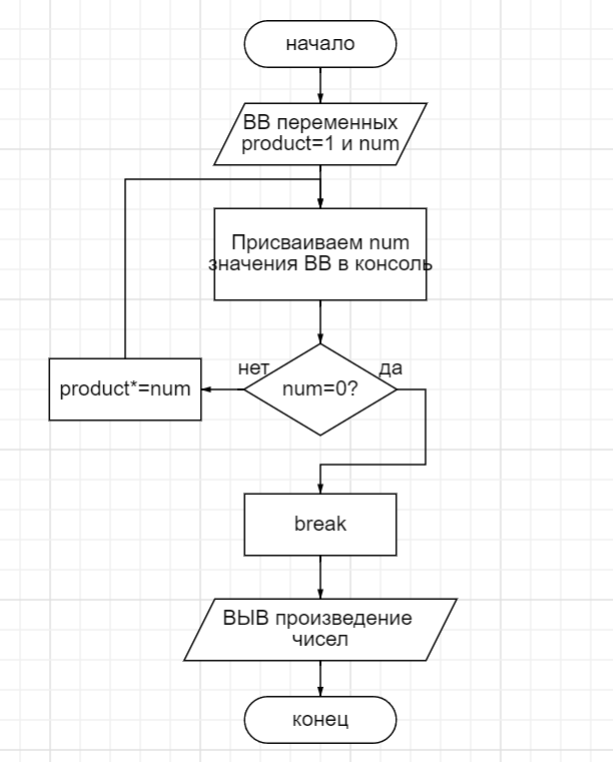 начало
ВВ переменных
product=1 и num
Присваиваем num
значения ВВ в консоль
нет
да
num=0?
product*=num
break
ВЫВ произведение
чисел
конец